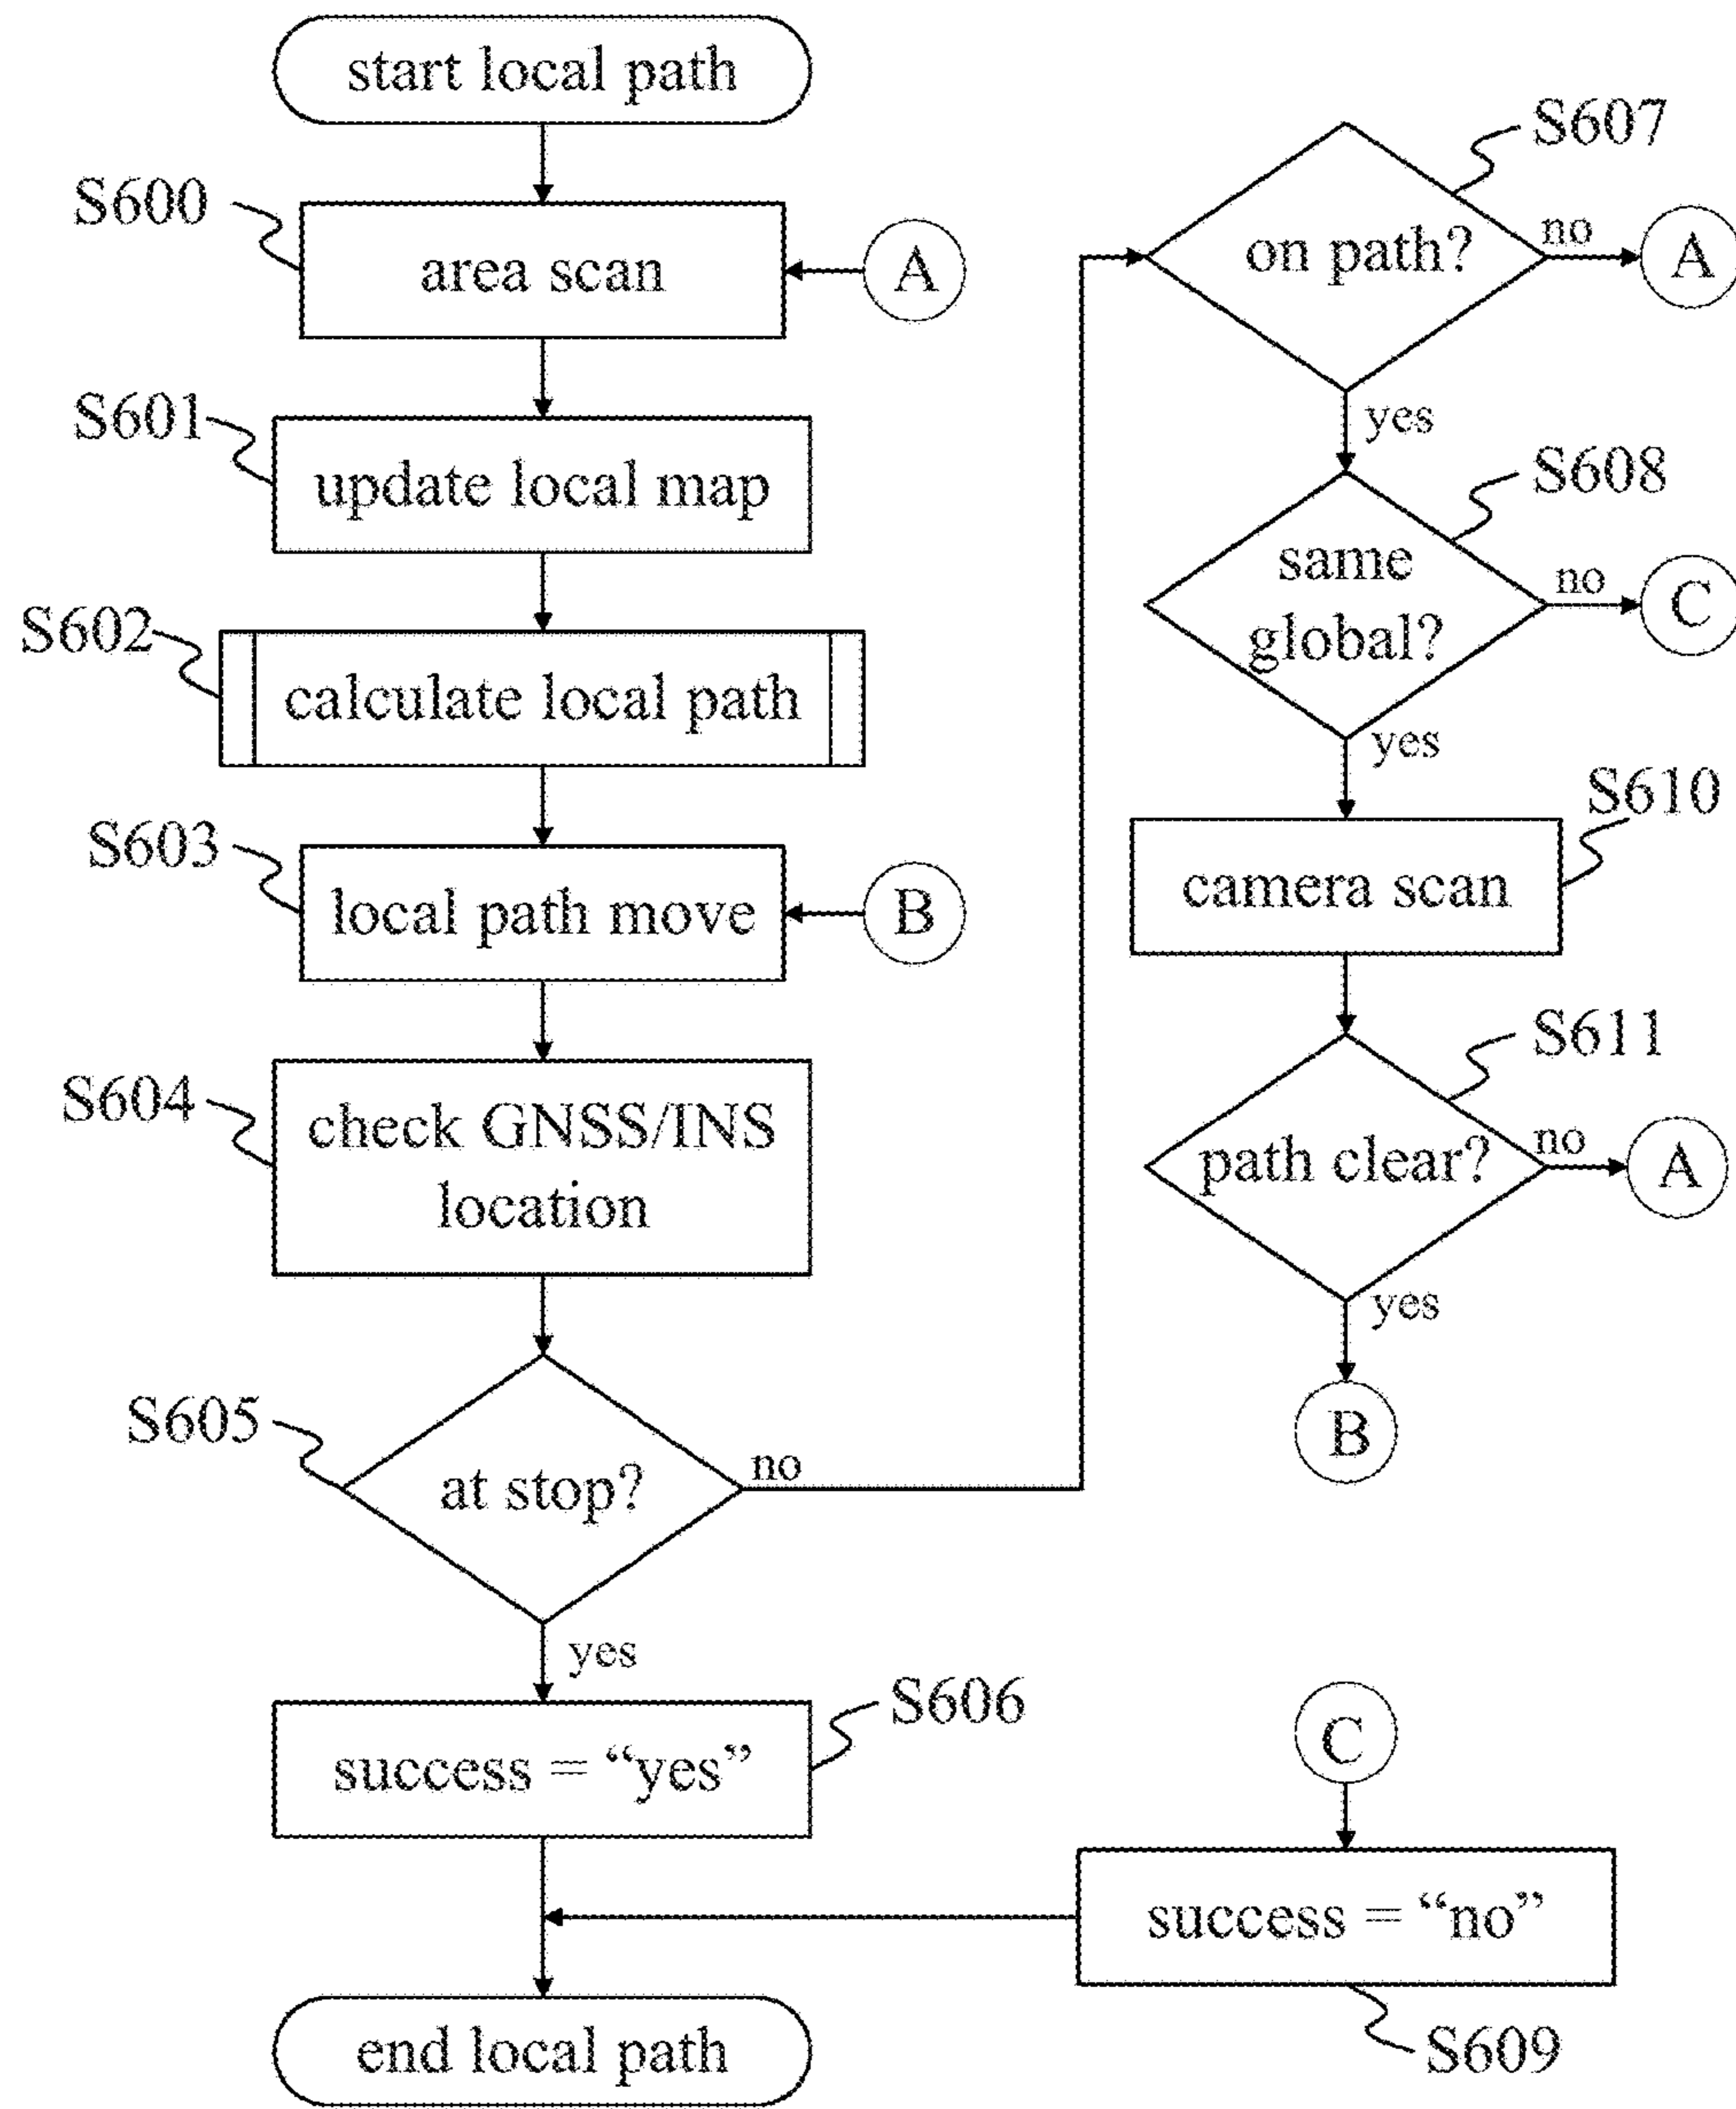 start local path
S600
area scan
A
S601
update local map
S602
calculate local path
S603
local path move
B
S604
check GNSS/INS
location
S605
at stop?
no
yes
S606
success = “yes”
end local path
S607
on path?
no
A
yes
S608
same
global?
no
C
yes
S610
camera scan
S611
path clear?
no
A
yes
B
C
success = “no”
S609